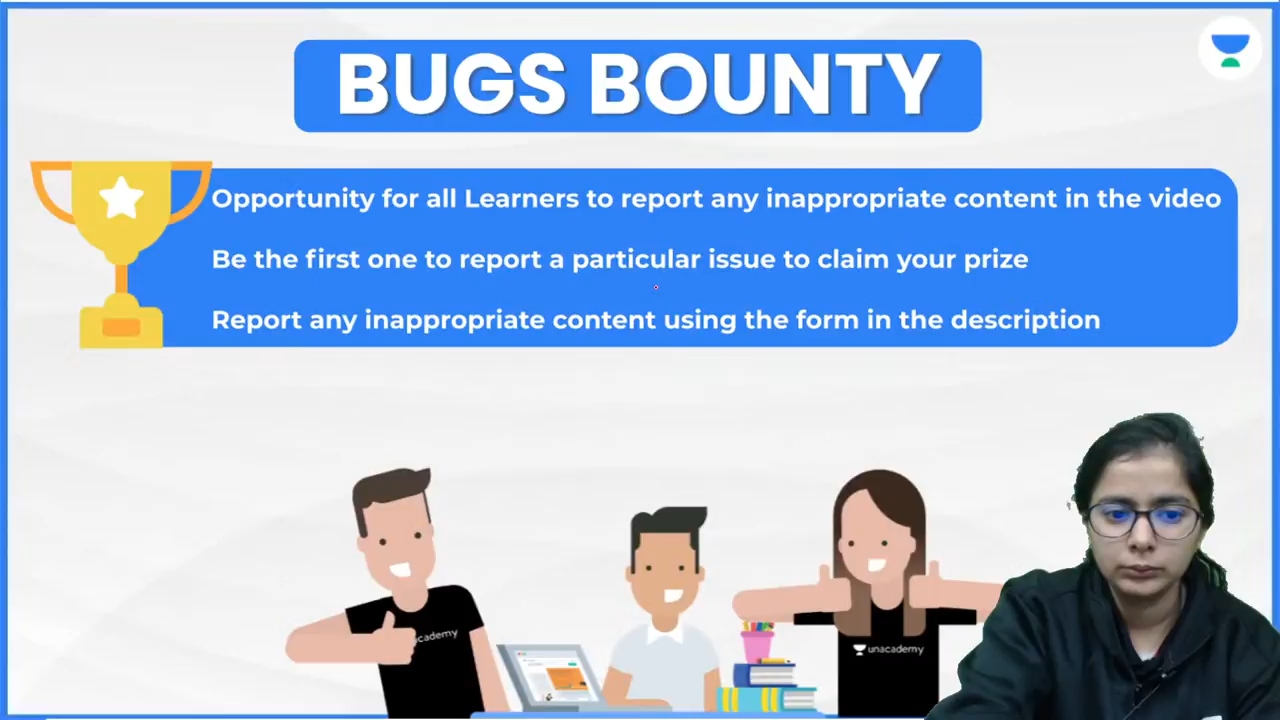 BUGS BOUNTY
Opportunity for all Learners to report any inappropriate content in the video
Be the first one to report a particular issue to claim your prize
Report any inappropriate content using the form in the description
academy
unacademy